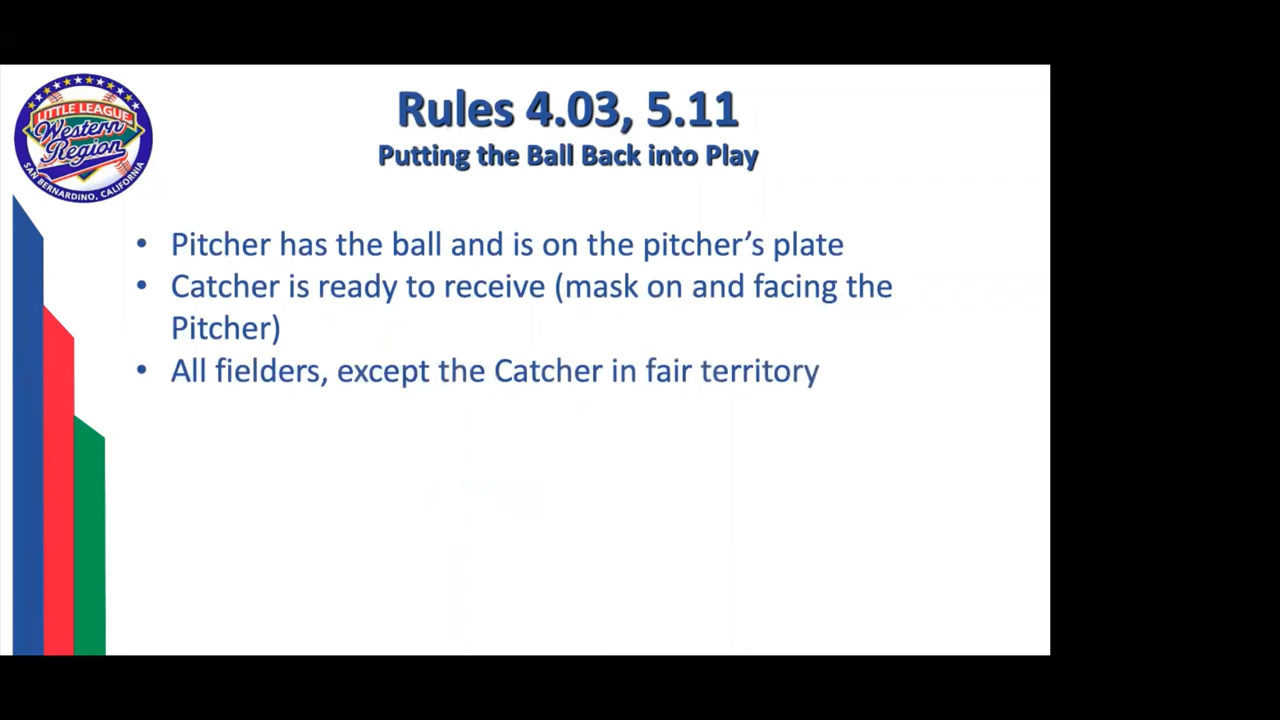 LITTLE LEAGUE
Western
Region
SAN BERNARDINO, CALIFORNIA
Rules 4.03, 5.11
Putting the Ball Back into Play
• Pitcher has the ball and is on the pitcher’s plate
• Catcher is ready to receive (mask on and facing the
Pitcher)
• All fielders, except the Catcher in fair territory